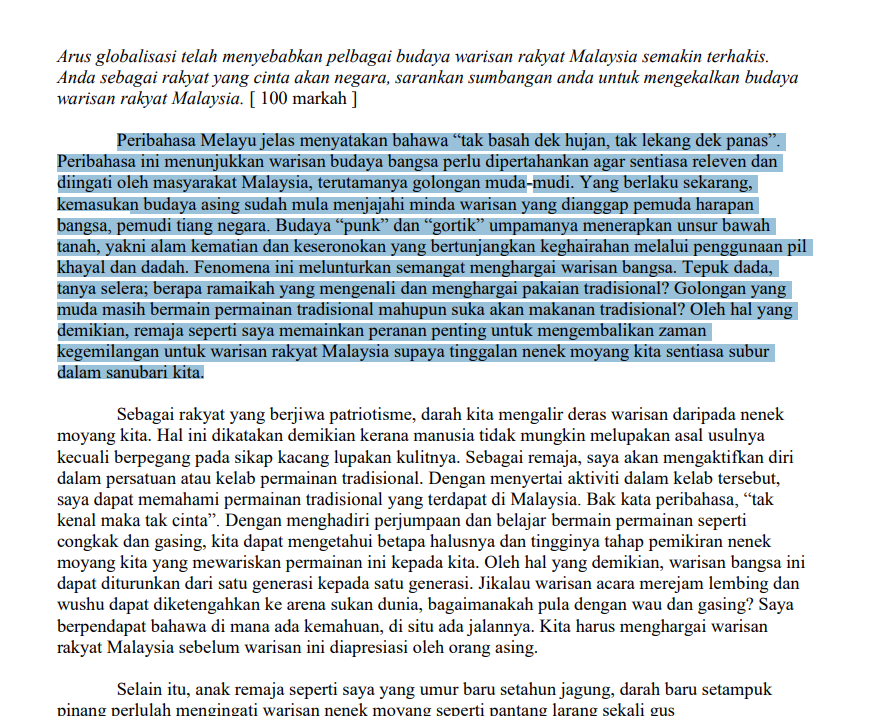 Arus globalisasi telah menyebabkan pelbagai budaya warisan rakyat Malaysia semakin terhakis.
Anda sebagai rakyat yang cinta akan negara, sarankan sumbangan anda untuk mengekalkan budaya
warisan rakyat Malaysia. [ 100 markah ]
Peribahasa Melayu jelas menyatakan bahawa “tak basah dek hujan, tak lekang dek panas”.
Peribahasa ini menunjukkan warisan budaya bangsa perlu dipertahankan agar sentiasa releven dan
diingati oleh masyarakat Malaysia, terutamanya golongan muda-mudi. Yang berlaku sekarang,
kemasukan budaya asing sudah mula menjajahi minda warisan yang dianggap pemuda harapan
bangsa, pemudi tiang negara. Budaya “punk” dan “gortik” umpamanya menerapkan unsur bawah
tanah, yakni alam kematian dan keseronokan yang bertunjangkan keghairahan melalui penggunaan pil
khayal dan dadah. Fenomena ini melunturkan semangat menghargai warisan bangsa. Tepuk dada,
tanya selera; berapa ramaikah yang mengenali dan menghargai pakaian tradisional? Golongan yang
muda masih bermain permainan tradisional mahupun suka akan makanan tradisional? Oleh hal yang
demikian, remaja seperti saya memainkan peranan penting untuk mengembalikan zaman
kegemilangan untuk warisan rakyat Malaysia supaya tinggalan nenek moyang kita sentiasa subur
dalam sanubari kita.
Sebagai rakyat yang berjiwa patriotisme, darah kita mengalir deras warisan daripada nenek
moyang kita. Hal ini dikatakan demikian kerana manusia tidak mungkin melupakan asal usulnya
kecuali berpegang pada sikap kacang lupakan kulitnya. Sebagai remaja, saya akan mengaktifkan diri
dalam persatuan atau kelab permainan tradisional. Dengan menyertai aktiviti dalam kelab tersebut,
saya dapat memahami permainan tradisional yang terdapat di Malaysia. Bak kata peribahasa, “tak
kenal maka tak cinta”. Dengan menghadiri perjumpaan dan belajar bermain permainan seperti
congkak dan gasing, kita dapat mengetahui betapa halusnya dan tingginya tahap pemikiran nenek
moyang kita yang mewariskan permainan ini kepada kita. Oleh hal yang demikian, warisan bangsa ini
dapat diturunkan dari satu generasi kepada satu generasi. Jikalau warisan acara merejam lembing dan
wushu dapat diketengahkan ke arena sukan dunia, bagaimanakah pula dengan wau dan gasing? Saya
berpendapat bahawa di mana ada kemahuan, di situ ada jalannya. Kita harus menghargai warisan
rakyat Malaysia sebelum warisan ini diapresiasi oleh orang asing.
Selain itu, anak remaja seperti saya yang umur baru setahun jagung, darah baru setampuk
pinang perlulah mengingati warisan nenek moyang seperti pantang larang sekali gus